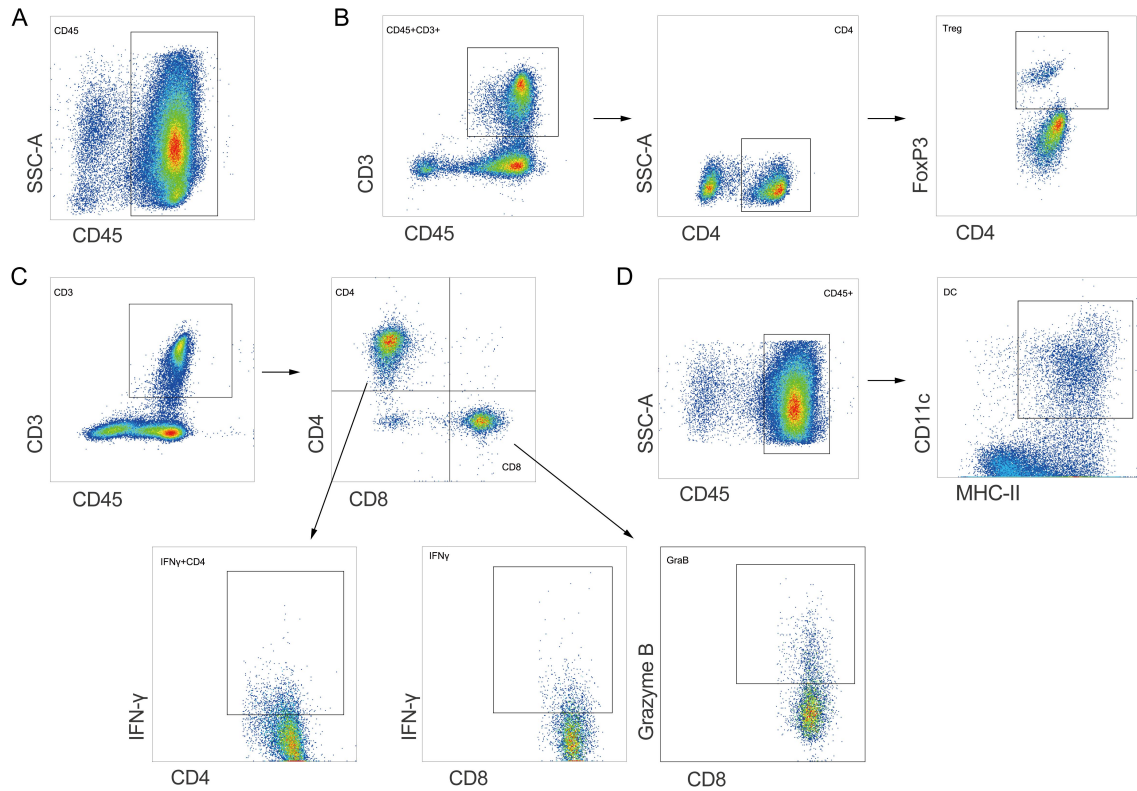 A
CD45
SSC-A
CD45
B
CD45+CD3+
CD3
CD45
CD4
SSC-A
CD4
Treg
FoxP3
CD4
C
CD3
CD3
CD45
CD4
CD4
CD8
CD8
D
CD45+
SSC-A
CD45
DC
CD11c
MHC-II
IFNγ+CD4
IFN-γ
CD4
IFNγ
IFN-γ
CD8
GraB
Grazyme B
CD8